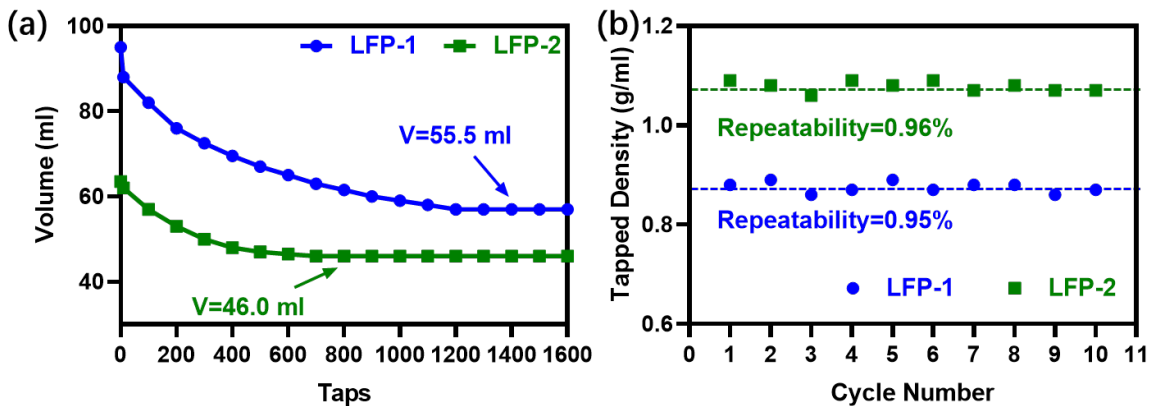 (a)
LFP-1 LFP-2
V=55.5 ml
V=46.0 ml
Volume (ml)
100
80
60
40
0 200 400 600 800 1000 1200 1400 1600
Taps
(b)
Repeatability=0.96%
Repeatability=0.95%
LFP-1 LFP-2
Tapped Density (g/ml)
1.2
1.0
0.8
0.6
0 1 2 3 4 5 6 7 8 9 10 11
Cycle Number